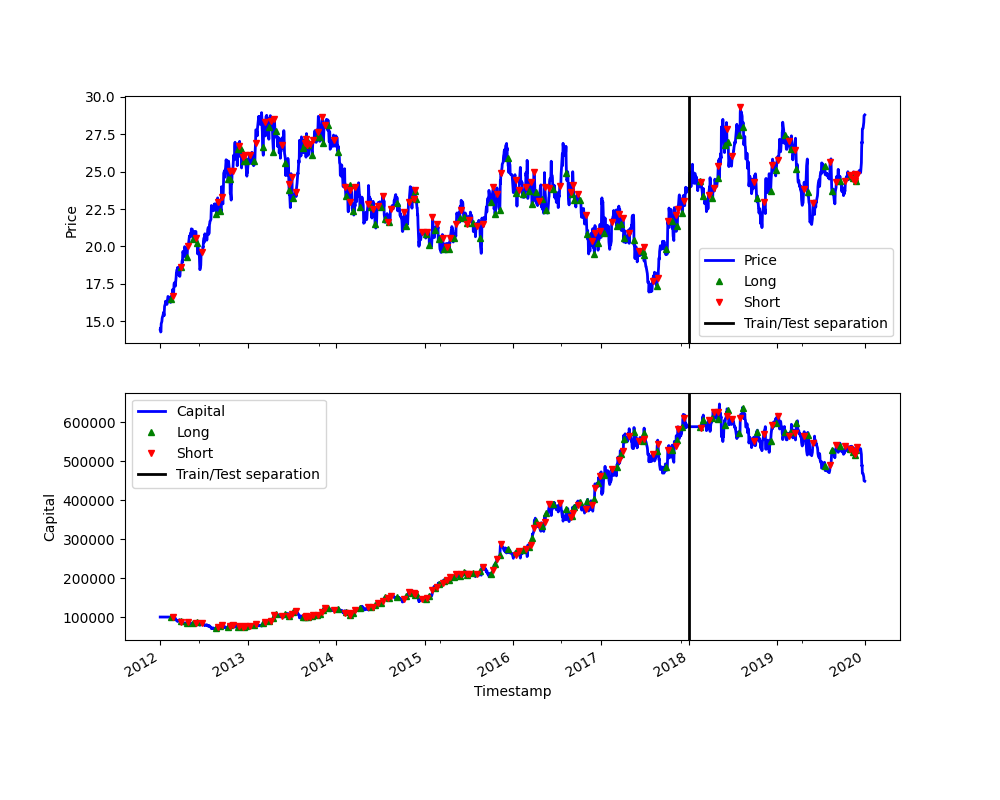 30.0
27.5
25.0
22.5
20.0
17.5
15.0
Price
Price
Long
Short
Train/Test separation
600000
500000
400000
300000
200000
100000
Capital
Capital
Long
Short
Train/Test separation
2012
2013
2014
2015
2016
2017
2018
2019
2020
Timestamp